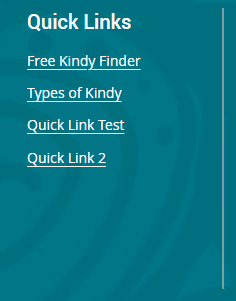 Quick Links
Free Kindy Finder
Types of Kindy
Quick Link Test
Quick Link 2